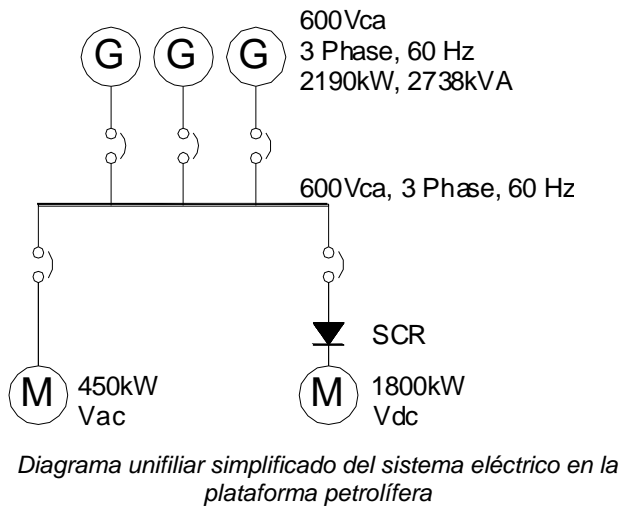 600Vca
G G G 3 Phase, 60 Hz
2190kW, 2738kVA
600Vca, 3 Phase, 60 Hz
SCR
M 450kW
Vac
M 1800kW
Vdc
Diagrama unifiliar simplificado del sistema eléctrico en la
plataforma petrolífera